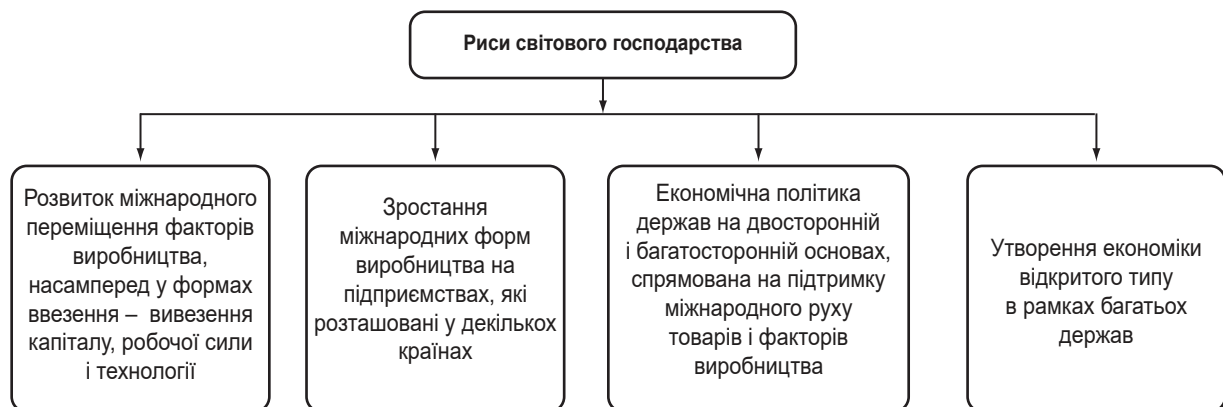 Риси світового господарства
Розвиток міжнародного
переміщення факторів
виробництва,
насамперед у формах
ввезення – вивезення
капіталу, робочої сили
і технології
Зростання
міжнародних форм
виробництва на
підприємствах, які
розташовані у декількох
країнах
Економічна політика
держав на двосторонній
і багатосторонній основах,
спрямована на підтримку
міжнародного руху
товарів і факторів
виробництва
Утворення економіки
відкритого типу
в рамках багатьох
держав